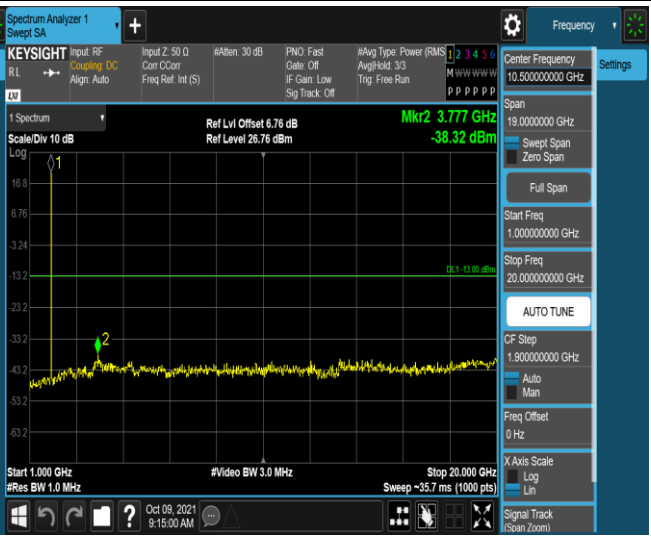 Spectrum Analyzer 1
Swept SA
Frequency
KEYSIGHT
RL
Input: RF
Coupling: DC
Align: Auto
Input Z: 50 Ω
Corr CCorr
Freq Ref: Int (S)
#Atten: 30 dB
PNO: Fast
Gate: Off
IF Gain: Low
Sig Track: Off
#Avg Type: Power (RMS
Avg|Hold: 3/3
Trig: Free Run
1 2 3 4 5 6
M W W W W W
P P P P P P
LXI
1 Spectrum
Scale/Div 10 dB
Log
Ref Lvl Offset 6.76 dB
Ref Level 26.76 dBm
Mkr2 3.777 GHz
-38.32 dBm
1
16.8
6.76
-3.24
-13.2
DL1 -13.00 dBm
-23.2
-33.2
2
-43.2
-53.2
-63.2
Start 1.000 GHz
#Res BW 1.0 MHz
#Video BW 3.0 MHz
Stop 20.000 GHz
Sweep ~35.7 ms (1000 pts)
Oct 09, 2021
9:15:00 AM
Settings
Center Frequency
10.500000000 GHz
Span
19.0000000 GHz
Swept Span
Zero Span
Full Span
Start Freq
1.000000000 GHz
Stop Freq
20.000000000 GHz
AUTO TUNE
CF Step
1.900000000 GHz
Auto
Man
Freq Offset
0 Hz
X Axis Scale
Log
Lin
Signal Track
(Span Zoom)